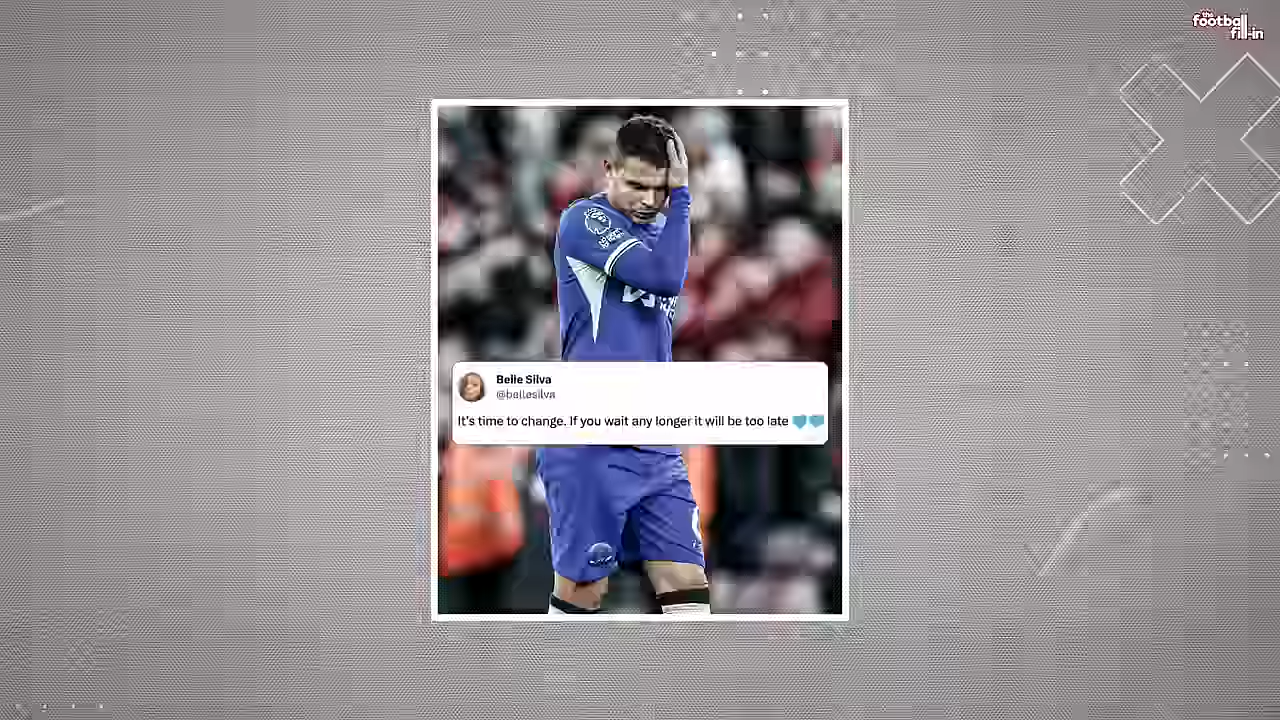 the
football
fill-in
Belle Silva
@bellesilva
It's time to change. If you wait any longer it will be too late